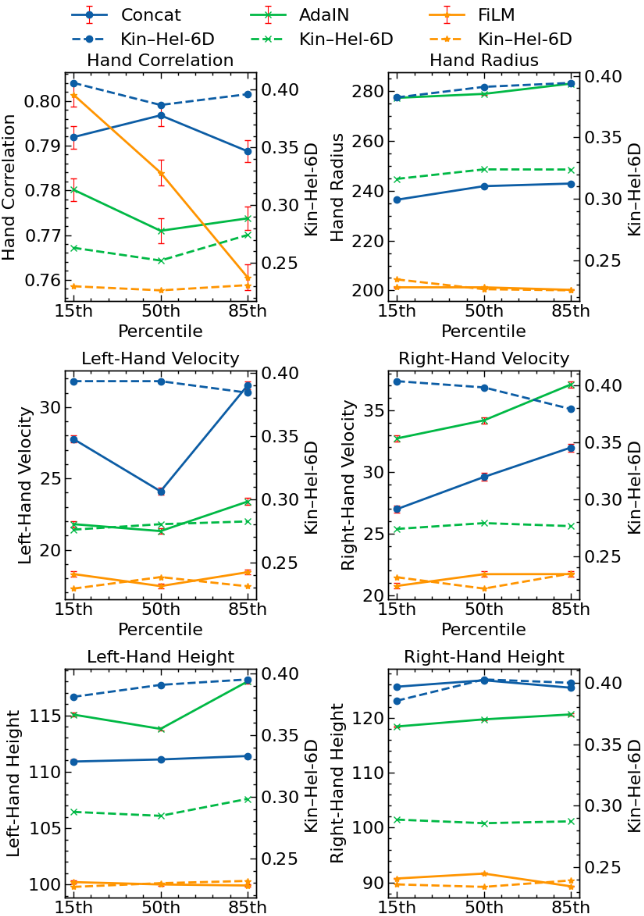 Concat AdaIN FiLM
Kin–Hel-6D Kin–Hel-6D Kin–Hel-6D
Hand Correlation
Hand Correlation
0.80
0.79
0.78
0.77
0.76
0.40
0.35
0.30
0.25
Kin–Hel-6D
15th 50th 85th
Percentile
Hand Radius
Hand Radius
280
260
240
220
200
0.40
0.35
0.30
0.25
Kin–Hel-6D
15th 50th 85th
Percentile
Left-Hand Velocity
Left-Hand Velocity
30
25
20
0.40
0.35
0.30
0.25
Kin–Hel-6D
15th 50th 85th
Percentile
Right-Hand Velocity
Right-Hand Velocity
35
30
25
20
0.40
0.35
0.30
0.25
Kin–Hel-6D
15th 50th 85th
Percentile
Left-Hand Height
Left-Hand Height
115
110
105
100
0.40
0.35
0.30
0.25
Kin–Hel-6D
15th 50th 85th
Right-Hand Height
Right-Hand Height
120
110
100
90
0.40
0.35
0.30
0.25
Kin–Hel-6D
15th 50th 85th